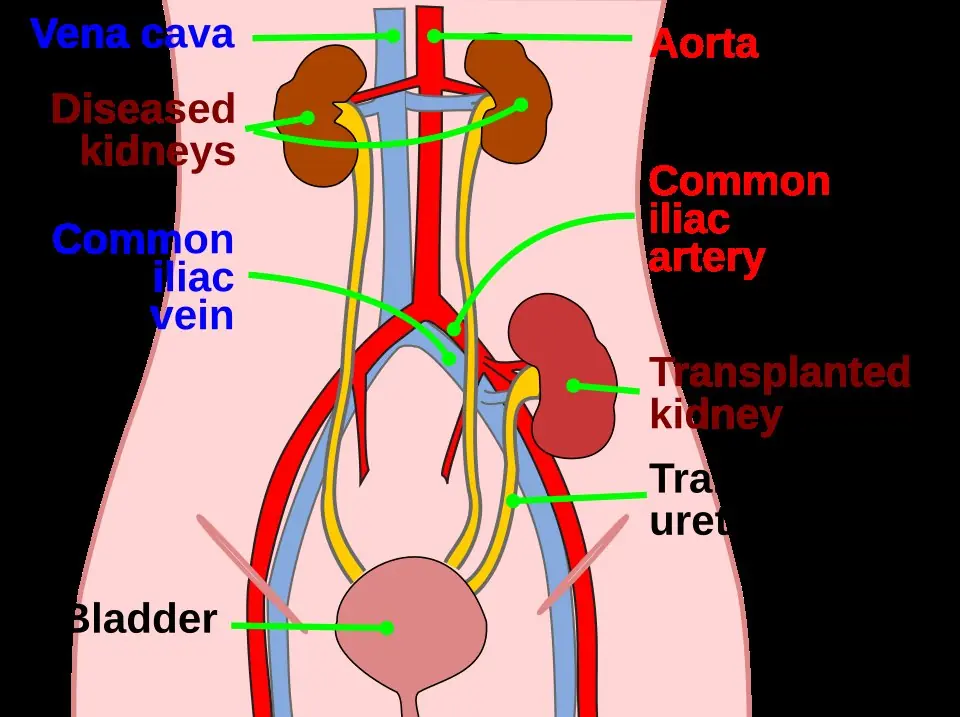 Vena cava
Aorta
Diseased
kidneys
Common
iliac
artery
Common
iliac
vein
Transplanted
kidney
Bladder